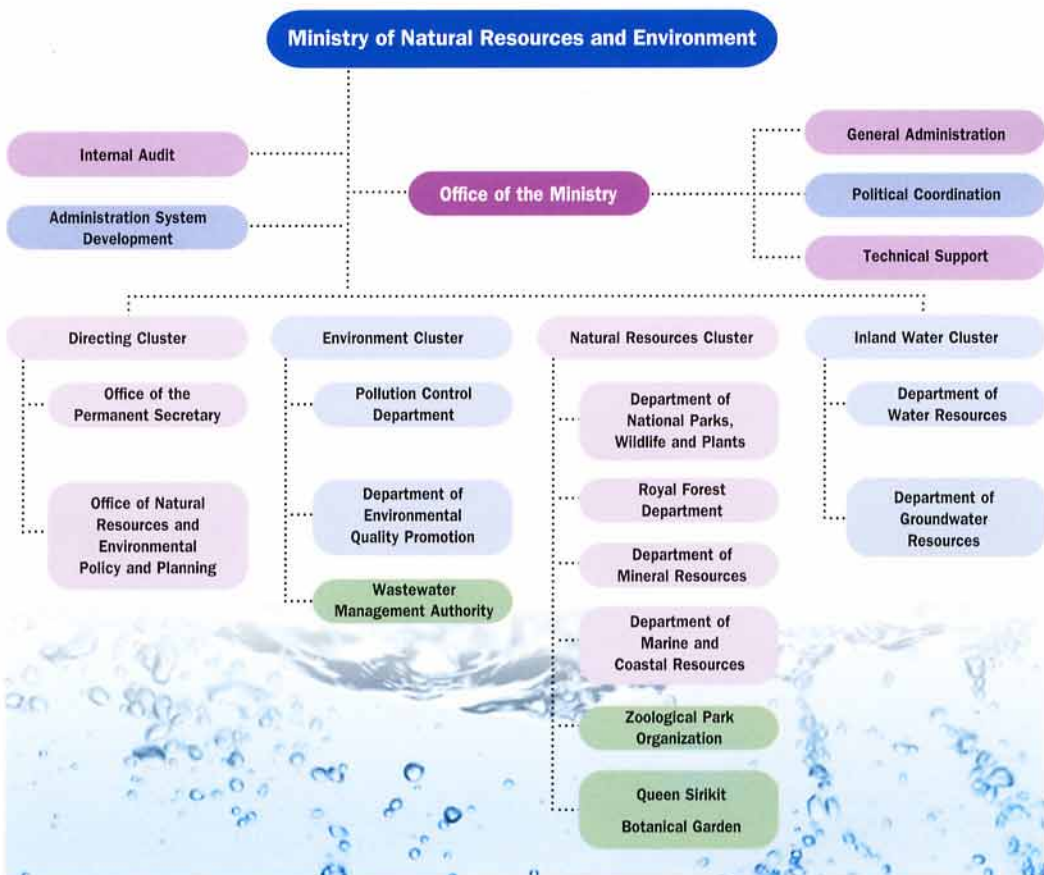 Ministry of Natural Resources and Environment
Internal Audit
Administration System
Development
Office of the Ministry
General Administration
Political Coordination
Technical Support
Directing Cluster
Office of the
Permanent Secretary
Office of Natural
Resources and
Environmental
Policy and Planning
Environment Cluster
Pollution Control
Department
Department of
Environmental
Quality Promotion
Wastewater
Management Authority
Natural Resources Cluster
Department of
National Parks,
Wildlife and Plants
Royal Forest
Department
Department of
Mineral Resources
Department of
Marine and
Coastal Resources
Zoological Park
Organization
Queen Sirikit
Botanical Garden
Inland Water Cluster
Department of
Water Resources
Department of
Groundwater
Resources